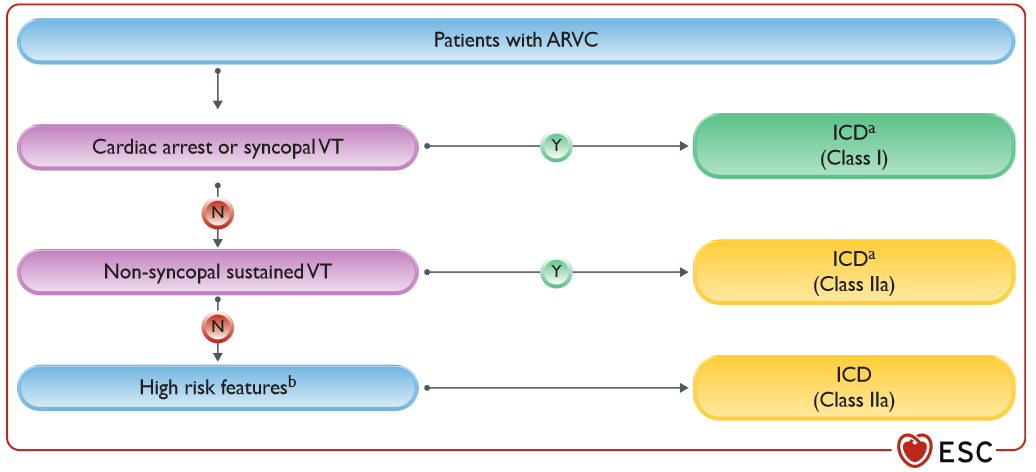 Patients with ARVC
Cardiac arrest or syncopal VT
Y
ICDa
(Class I)
N
Non-syncopal sustained VT
Y
ICDa
(Class IIa)
N
High risk featuresb
ICD
(Class IIa)
ESC